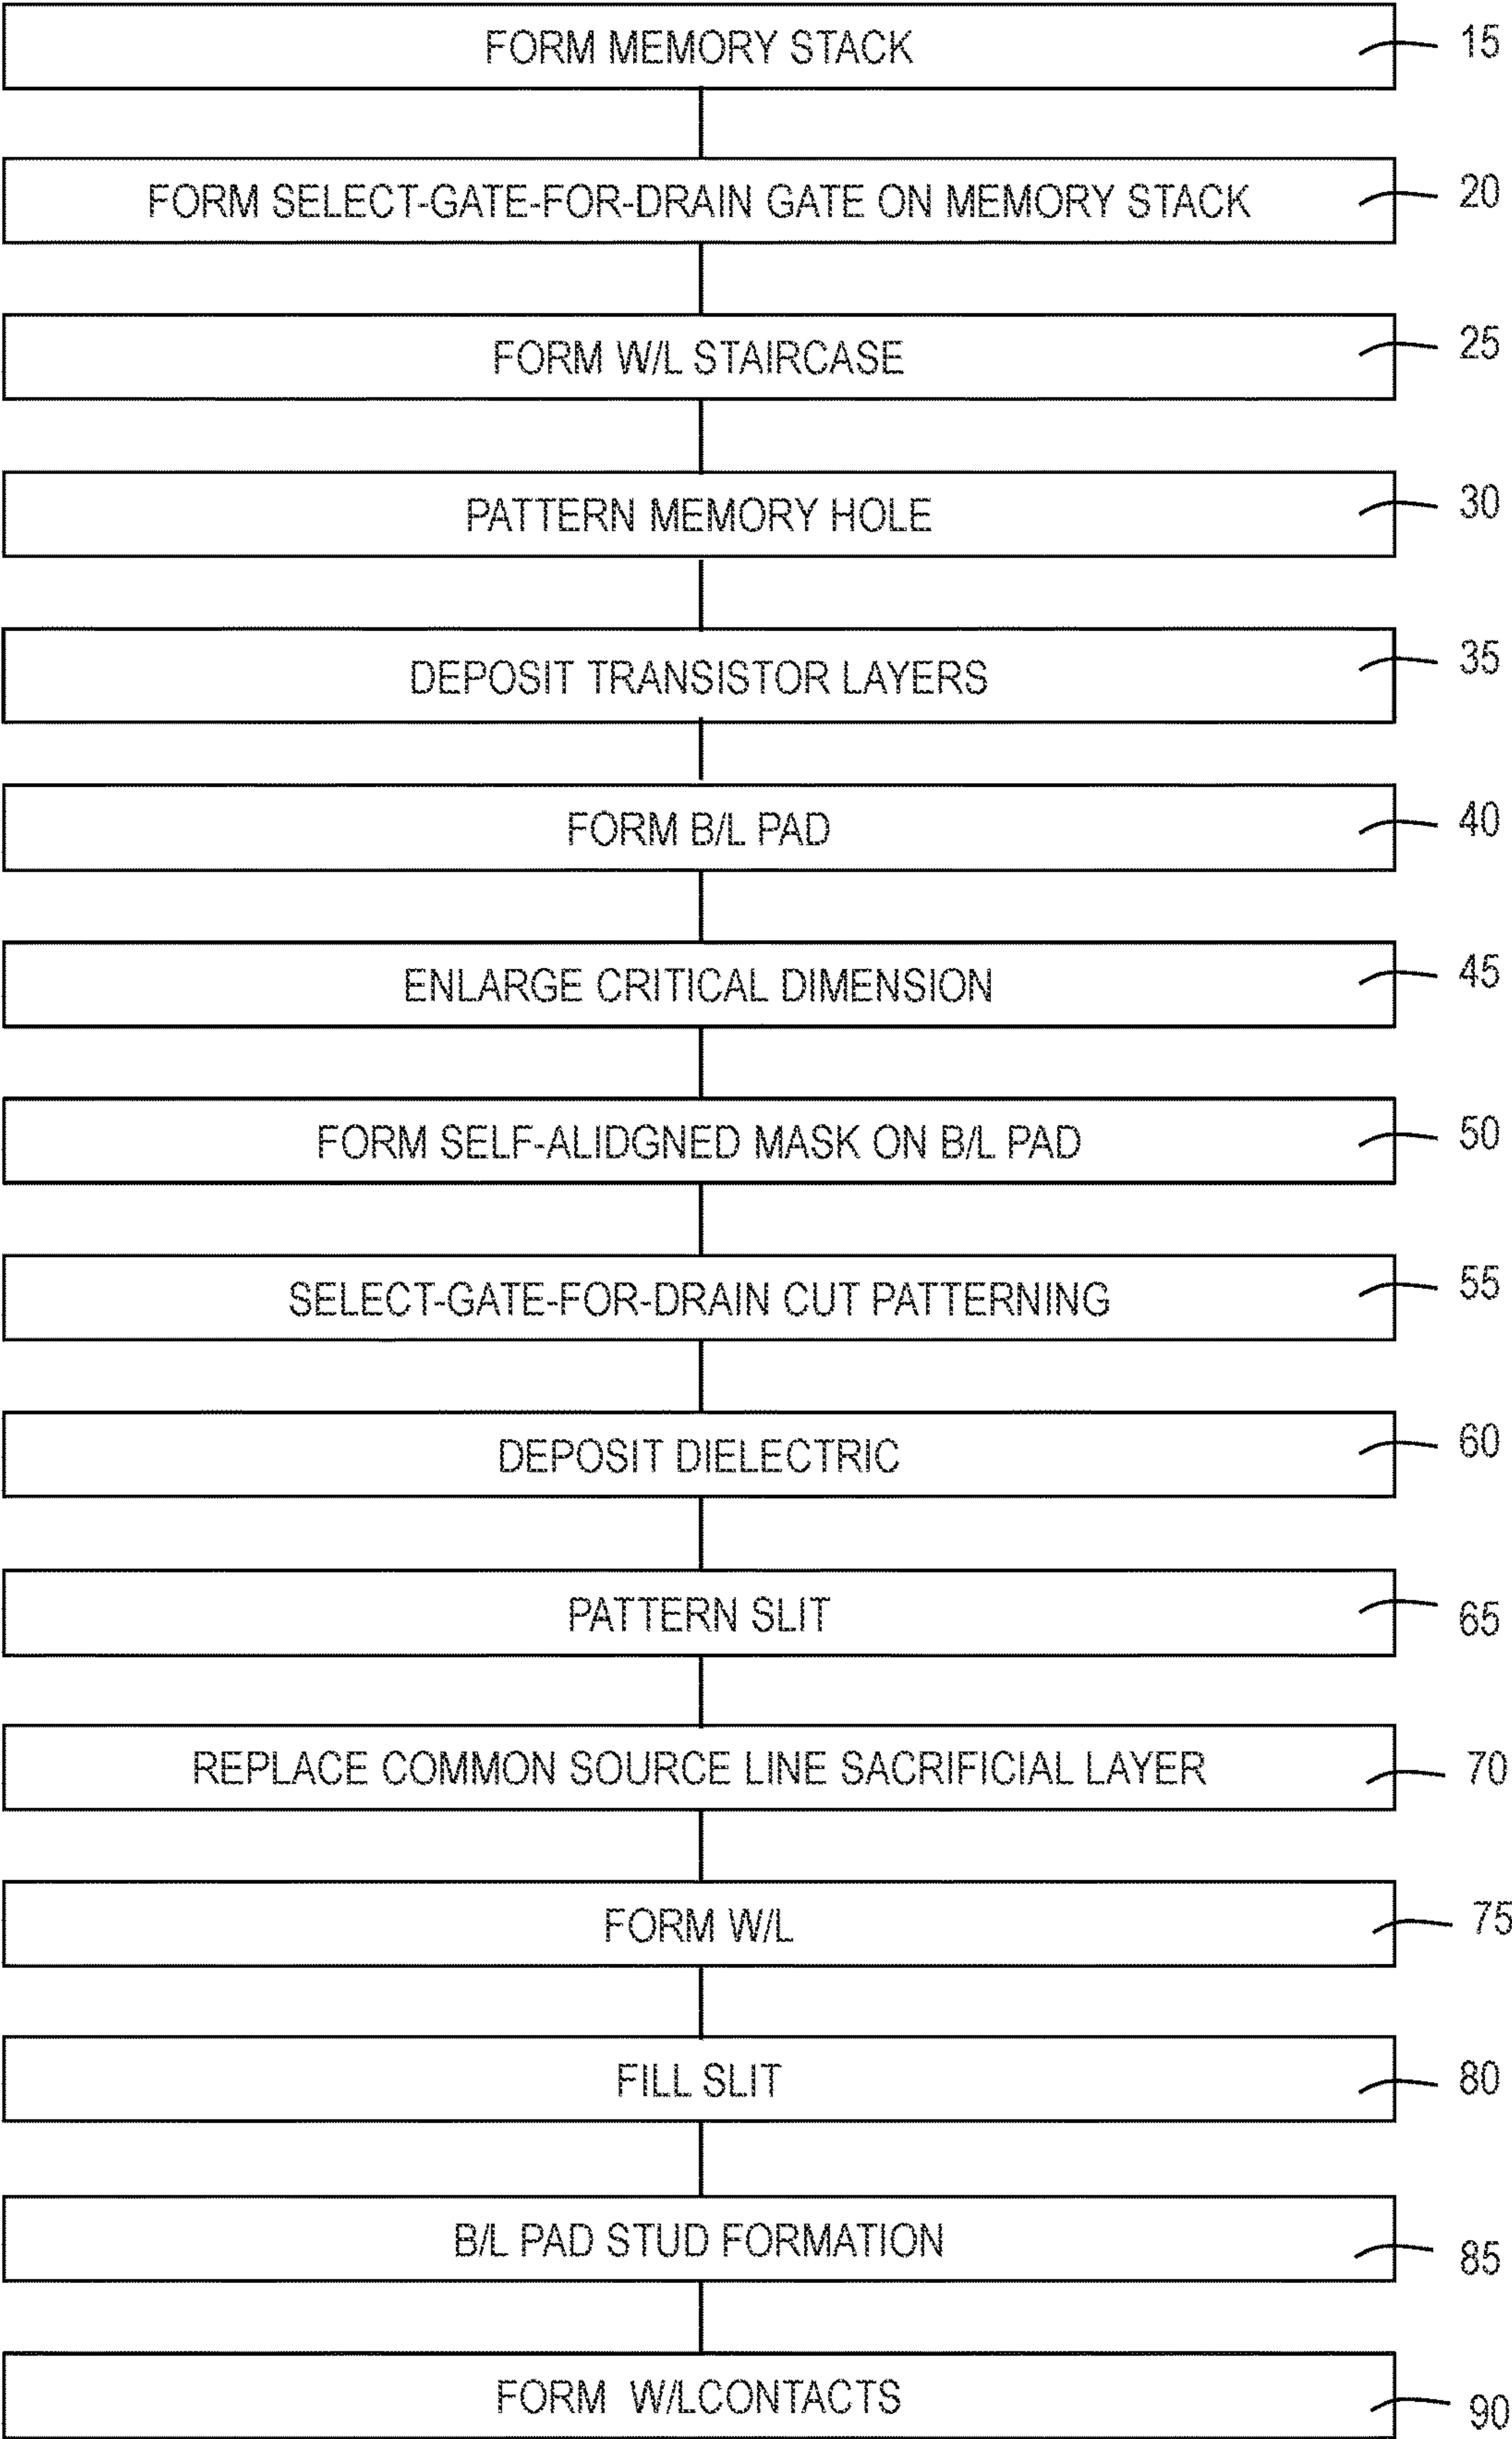 FORM MEMORY STACK 15
FORM SELECT-GATE-FOR-DRAIN GATE ON MEMORY STACK 20
FORM W/L STAIRCASE 25
PATTERN MEMORY HOLE 30
DEPOSIT TRANSISTOR LAYERS 35
FORM B/L PAD 40
ENLARGE CRITICAL DIMENSION 45
FORM SELF-ALIDGNED MASK ON B/L PAD 50
SELECT-GATE-FOR-DRAIN CUT PATTERNING 55
DEPOSIT DIELECTRIC 60
PATTERN SLIT 65
REPLACE COMMON SOURCE LINE SACRIFICIAL LAYER 70
FORM W/L 75
FILL SLIT 80
B/L PAD STUD FORMATION 85
FORM W/LCONTACTS 90